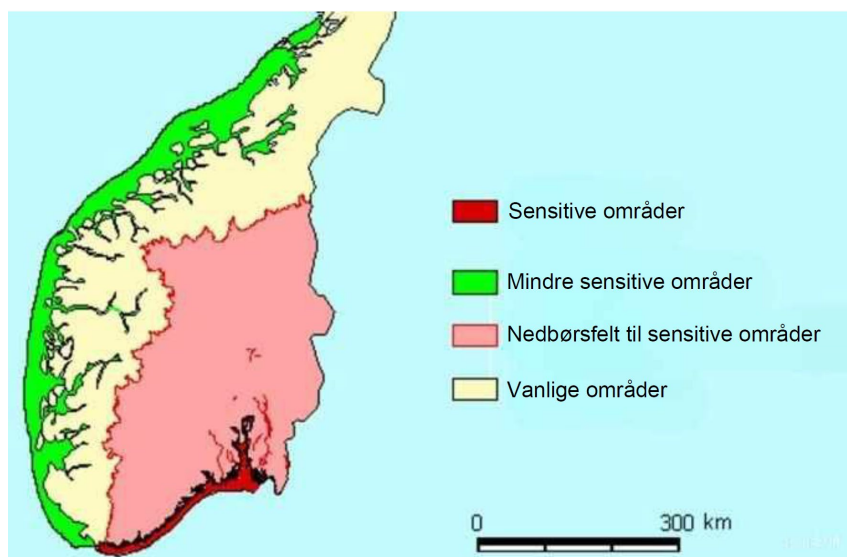 Sensitive områder
Mindre sensitive områder
Nedbørsfelt til sensitive områder
Vanlige områder
0 300 km